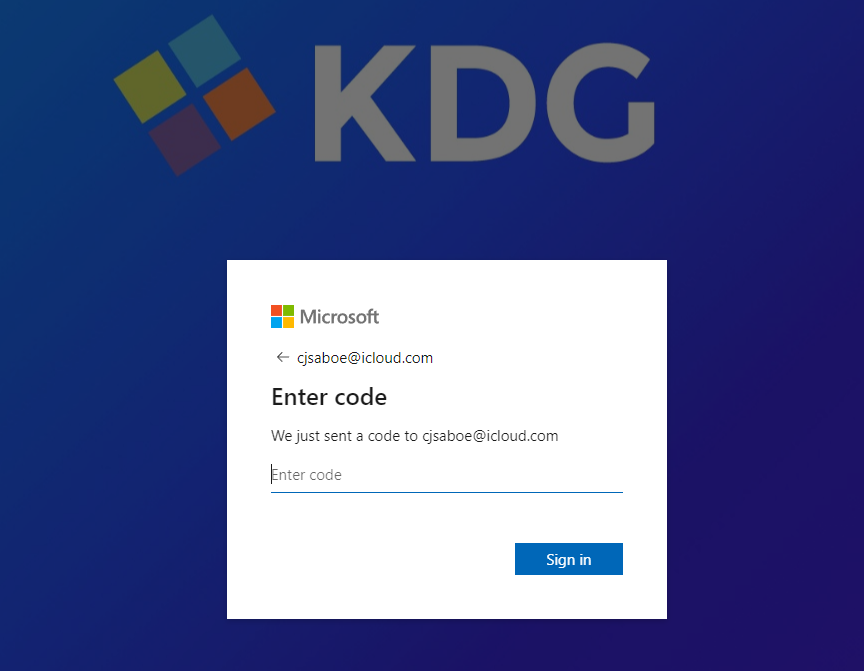 KDG
Microsoft
← cjsaboe@icloud.com
Enter code
We just sent a code to cjsaboe@icloud.com
Enter code
Sign in